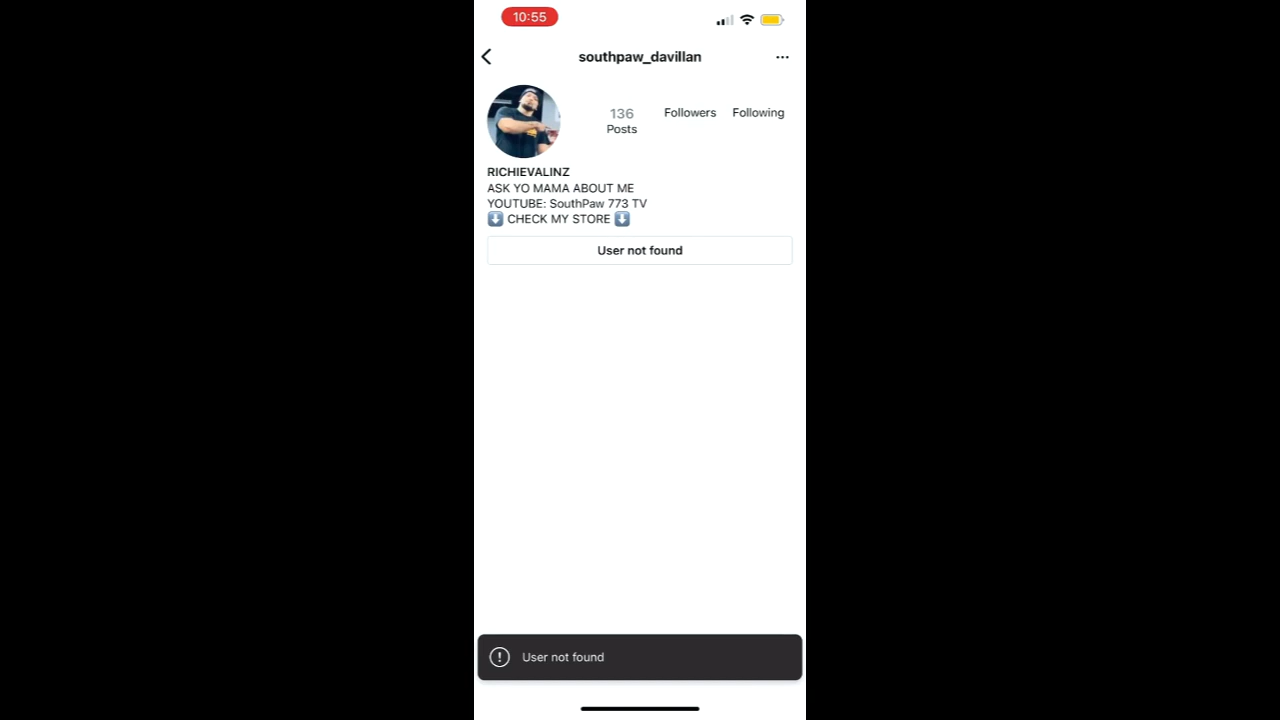 10:55
southpaw_davillan
136
Posts
Followers
Following
RICHIEVALINZ
ASK YO MAMA ABOUT ME
YOUTUBE: SouthPaw 773 TV
⬇️ CHECK MY STORE ⬇️
User not found
User not found